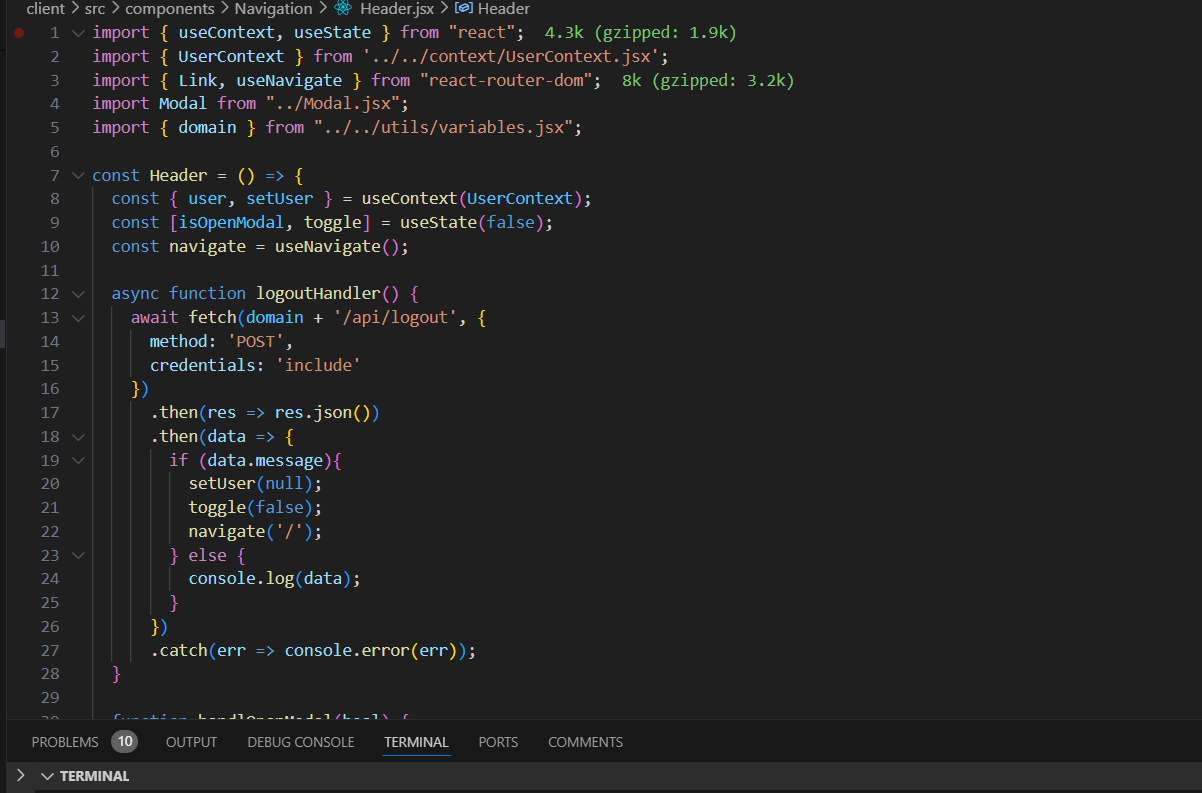 client > src > components > Navigation > Header.jsx > Header
1 import { useContext, useState } from "react"; 4.3k (gzipped: 1.9k)
2 import { UserContext } from '../../context/UserContext.jsx';
3 import { Link, useNavigate } from "react-router-dom"; 8k (gzipped: 3.2k)
4 import Modal from "../Modal.jsx";
5 import { domain } from "../../utils/variables.jsx";
6
7 const Header = () => {
8 const { user, setUser } = useContext(UserContext);
9 const [isOpenModal, toggle] = useState(false);
10 const navigate = useNavigate();
11
12 async function logoutHandler() {
13 await fetch(domain + '/api/logout', {
14 method: 'POST',
15 credentials: 'include'
16 })
17 .then(res => res.json())
18 .then(data => {
19 if (data.message){
20 setUser(null);
21 toggle(false);
22 navigate('/');
23 } else {
24 console.log(data);
25 }
26 })
27 .catch(err => console.error(err));
28 }
29
30 function handlOpenModal(bool) {
PROBLEMS 10 OUTPUT DEBUG CONSOLE TERMINAL PORTS COMMENTS
TERMINAL